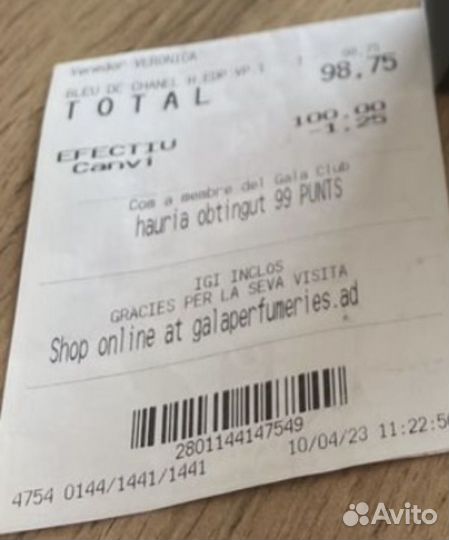 Venedor VERONICA
BLEU DE CHANEL H EDP VP 1 1 98,75
TOTAL 98,75
EFECTIU 100,00
Canvi -1,25
Com a membre del Gala Club
hauria obtingut 99 PUNTS
IGI INCLOS
GRACIES PER LA SEVA VISITA
Shop online at galaperfumeries.ad
2801144147549
4754 0144/1441/1441 10/04/23 11:22:50
Avito